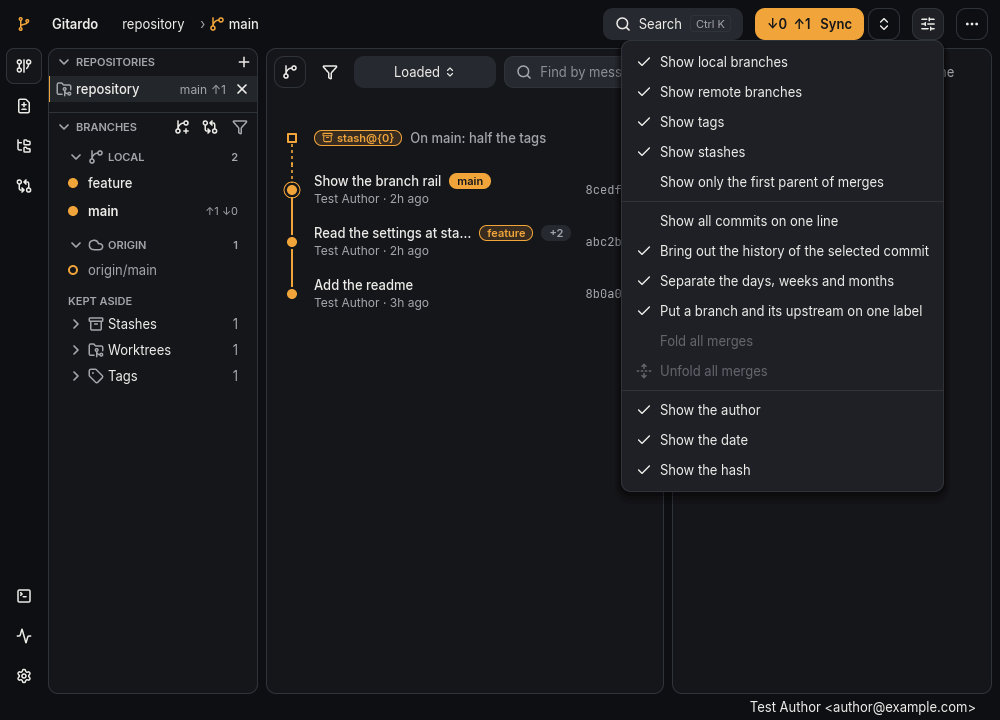 Gitardo
repository
main
Search
Ctrl K
↓0 ↑1 Sync
REPOSITORIES
repository
main ↑1
BRANCHES
LOCAL
2
feature
main
↑1 ↓0
ORIGIN
1
origin/main
KEPT ASIDE
Stashes
1
Worktrees
1
Tags
1
Loaded
Find by mess
stash@{0}
On main: half the tags
Show the branch rail
main
Test Author · 2h ago
8cedf
Read the settings at sta...
feature
+2
Test Author · 2h ago
abc2b
Add the readme
Test Author · 3h ago
8b0a0
Show local branches
Show remote branches
Show tags
Show stashes
Show only the first parent of merges
Show all commits on one line
Bring out the history of the selected commit
Separate the days, weeks and months
Put a branch and its upstream on one label
Fold all merges
Unfold all merges
Show the author
Show the date
Show the hash
Test Author <author@example.com>